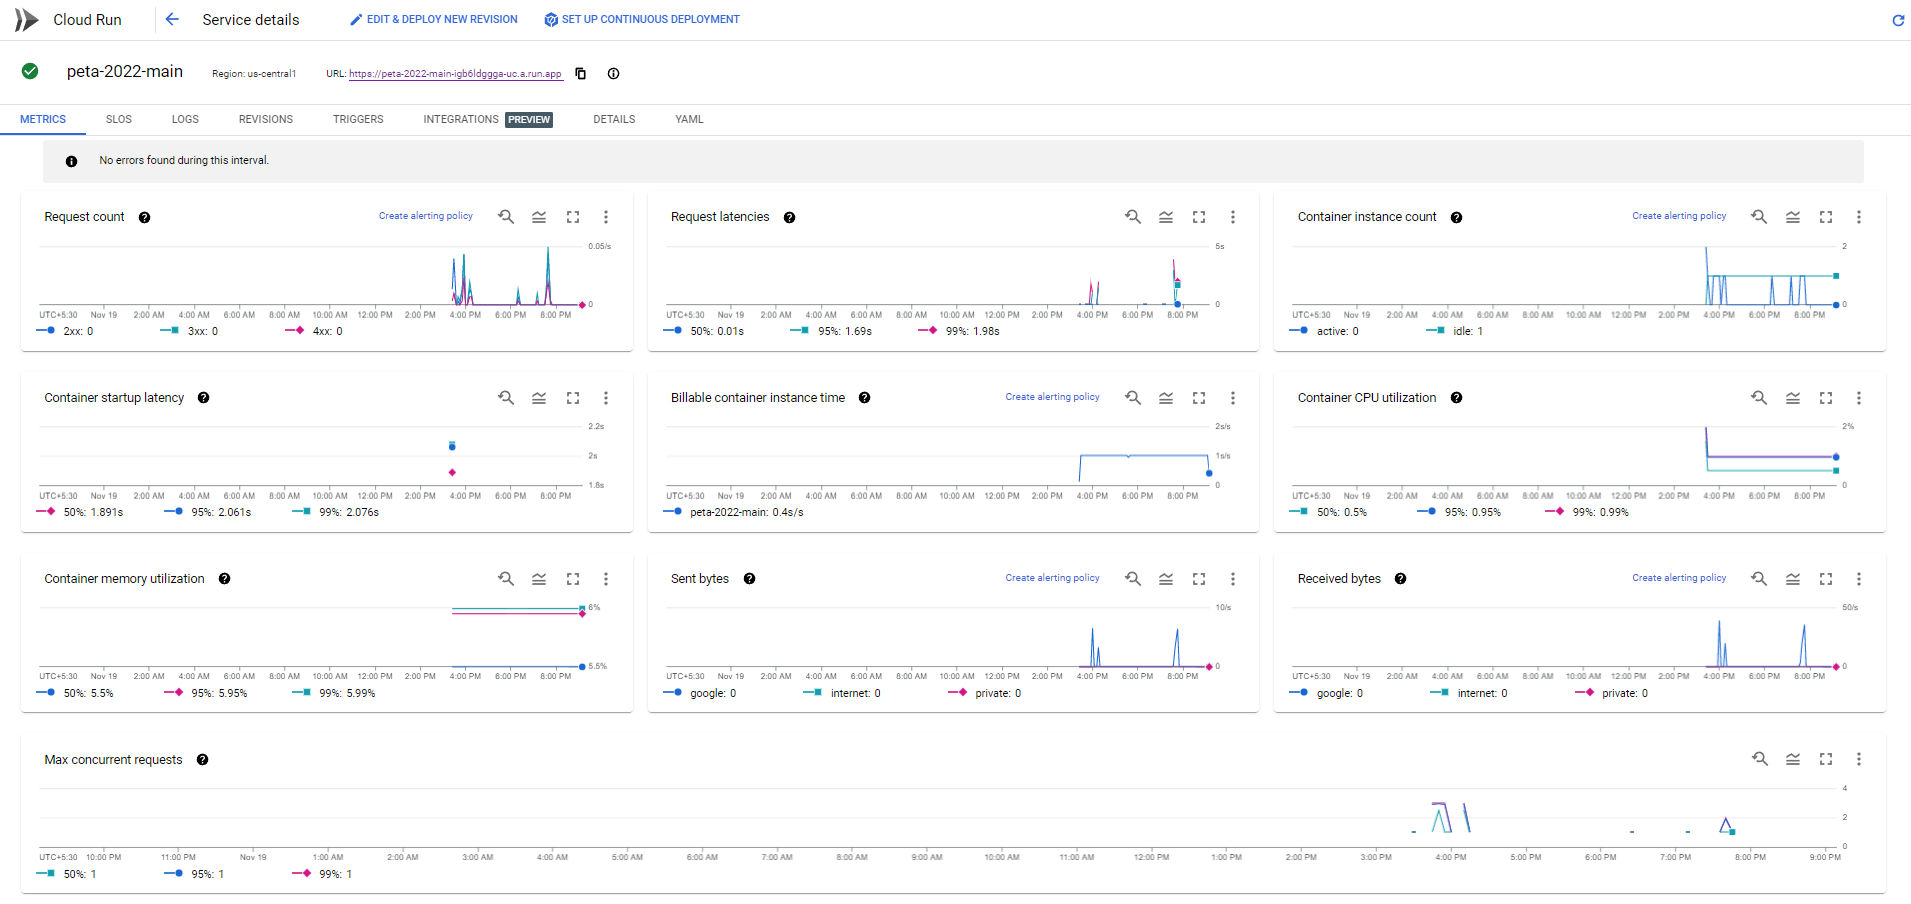 Cloud Run
Service details
EDIT & DEPLOY NEW REVISION
SET UP CONTINUOUS DEPLOYMENT
peta-2022-main
Region: us-central1
URL: https://peta-2022-main-igb6ldggga-uc.a.run.app
METRICS SLOS LOGS REVISIONS TRIGGERS INTEGRATIONS PREVIEW DETAILS YAML
No errors found during this interval.
Request count
Create alerting policy
0.05/s
0
UTC+5:30 Nov 19 2:00 AM 4:00 AM 6:00 AM 8:00 AM 10:00 AM 12:00 PM 2:00 PM 4:00 PM 6:00 PM 8:00 PM
2xx: 0 3xx: 0 4xx: 0
Request latencies
5s
0
UTC+5:30 Nov 19 2:00 AM 4:00 AM 6:00 AM 8:00 AM 10:00 AM 12:00 PM 2:00 PM 4:00 PM 6:00 PM 8:00 PM
50%: 0.01s 95%: 1.69s 99%: 1.98s
Container instance count
Create alerting policy
2
0
UTC+5:30 Nov 19 2:00 AM 4:00 AM 6:00 AM 8:00 AM 10:00 AM 12:00 PM 2:00 PM 4:00 PM 6:00 PM 8:00 PM
active: 0 idle: 1
Container startup latency
2.2s
2s
1.8s
UTC+5:30 Nov 19 2:00 AM 4:00 AM 6:00 AM 8:00 AM 10:00 AM 12:00 PM 2:00 PM 4:00 PM 6:00 PM 8:00 PM
50%: 1.891s 95%: 2.061s 99%: 2.076s
Billable container instance time
Create alerting policy
2s/s
1s/s
0
UTC+5:30 Nov 19 2:00 AM 4:00 AM 6:00 AM 8:00 AM 10:00 AM 12:00 PM 2:00 PM 4:00 PM 6:00 PM 8:00 PM
peta-2022-main: 0.4s/s
Container CPU utilization
2%
0
UTC+5:30 Nov 19 2:00 AM 4:00 AM 6:00 AM 8:00 AM 10:00 AM 12:00 PM 2:00 PM 4:00 PM 6:00 PM 8:00 PM
50%: 0.5% 95%: 0.95% 99%: 0.99%
Container memory utilization
6%
5.5%
UTC+5:30 Nov 19 2:00 AM 4:00 AM 6:00 AM 8:00 AM 10:00 AM 12:00 PM 2:00 PM 4:00 PM 6:00 PM 8:00 PM
50%: 5.5% 95%: 5.95% 99%: 5.99%
Sent bytes
Create alerting policy
10/s
0
UTC+5:30 Nov 19 2:00 AM 4:00 AM 6:00 AM 8:00 AM 10:00 AM 12:00 PM 2:00 PM 4:00 PM 6:00 PM 8:00 PM
google: 0 internet: 0 private: 0
Received bytes
Create alerting policy
50/s
0
UTC+5:30 Nov 19 2:00 AM 4:00 AM 6:00 AM 8:00 AM 10:00 AM 12:00 PM 2:00 PM 4:00 PM 6:00 PM 8:00 PM
google: 0 internet: 0 private: 0
Max concurrent requests
4
2
0
UTC+5:30 10:00 PM 11:00 PM Nov 19 1:00 AM 2:00 AM 3:00 AM 4:00 AM 5:00 AM 6:00 AM 7:00 AM 8:00 AM 9:00 AM 10:00 AM 11:00 AM 12:00 PM 1:00 PM 2:00 PM 3:00 PM 4:00 PM 5:00 PM 6:00 PM 7:00 PM 8:00 PM 9:00 PM
50%: 1 95%: 1 99%: 1